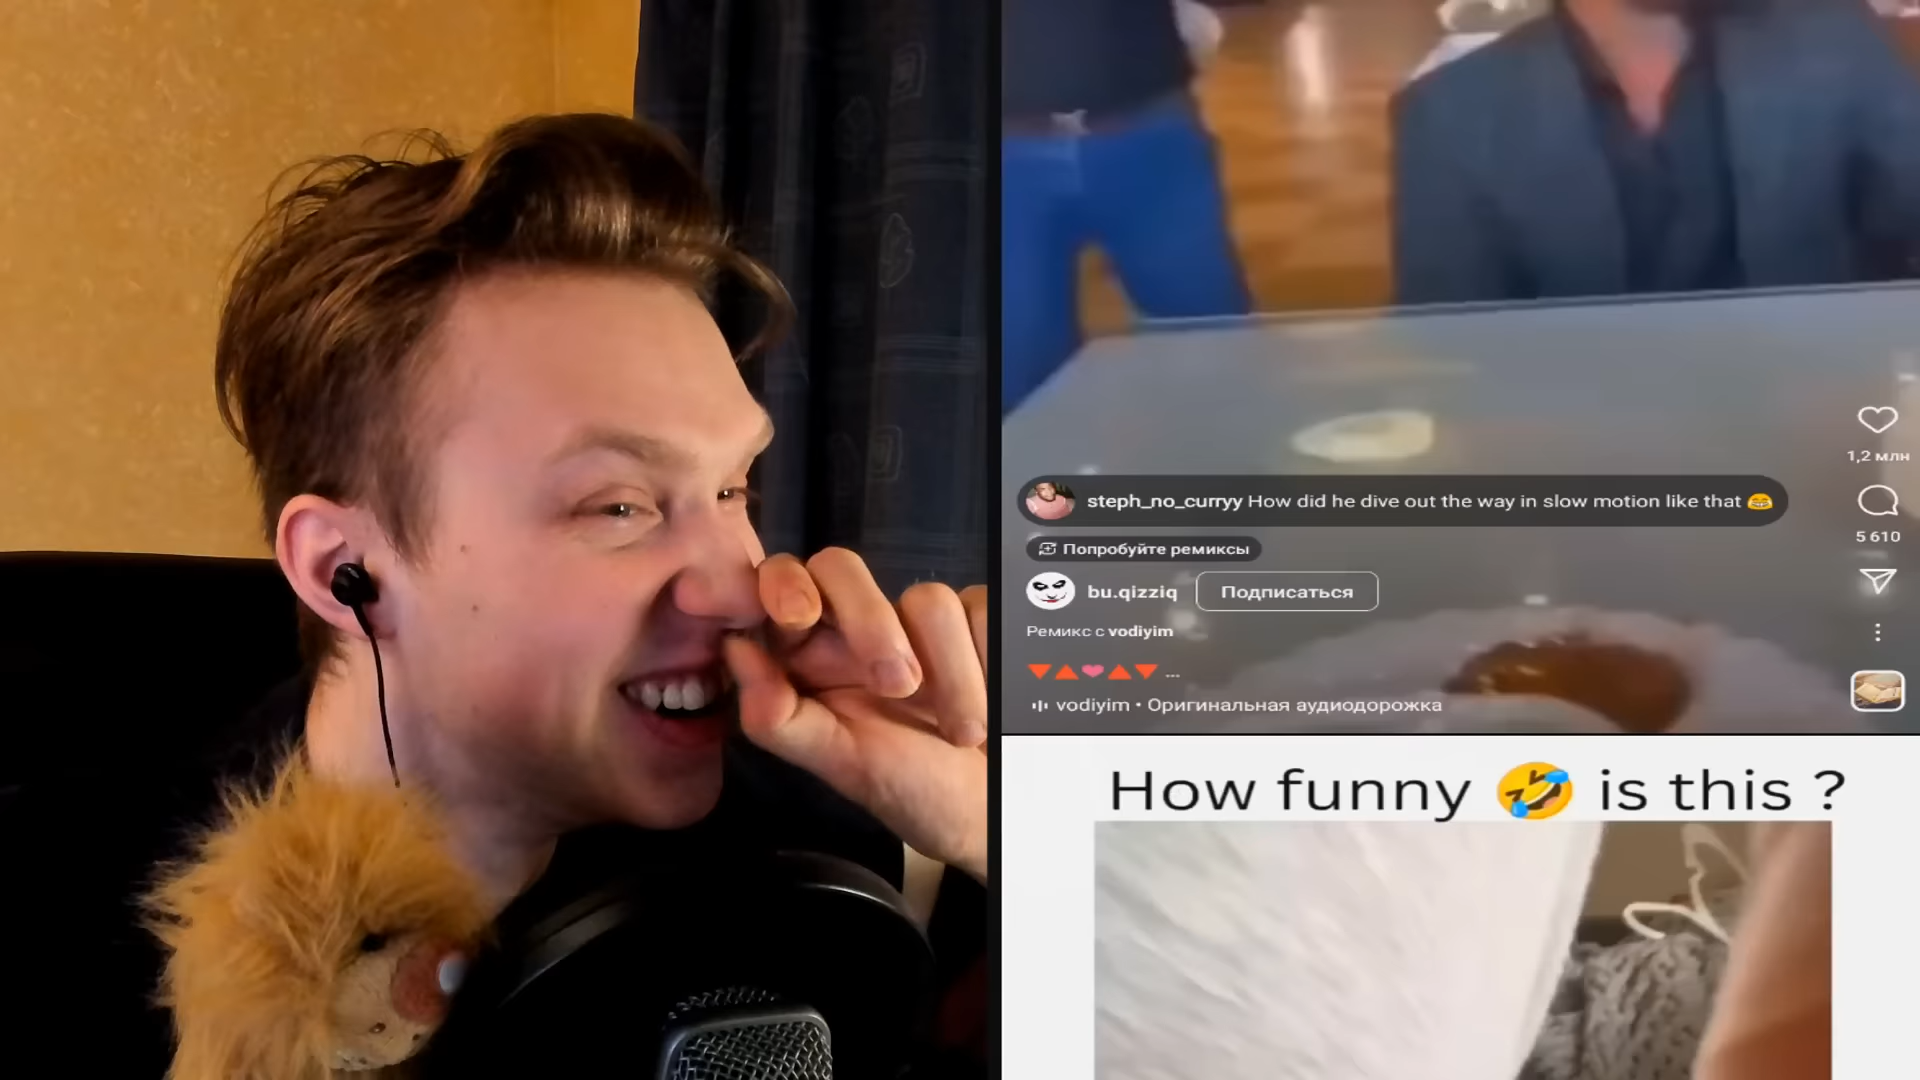 1,2 млн
steph_no_curryy How did he dive out the way in slow motion like that 😂
5 610
Попробуйте ремиксы
bu.qizziq Подписаться
Ремикс с vodiyim
🔻🔺❤️🔺🔻 ...
vodiyim • Оригинальная аудиодорожка
How funny 🤣 is this ?